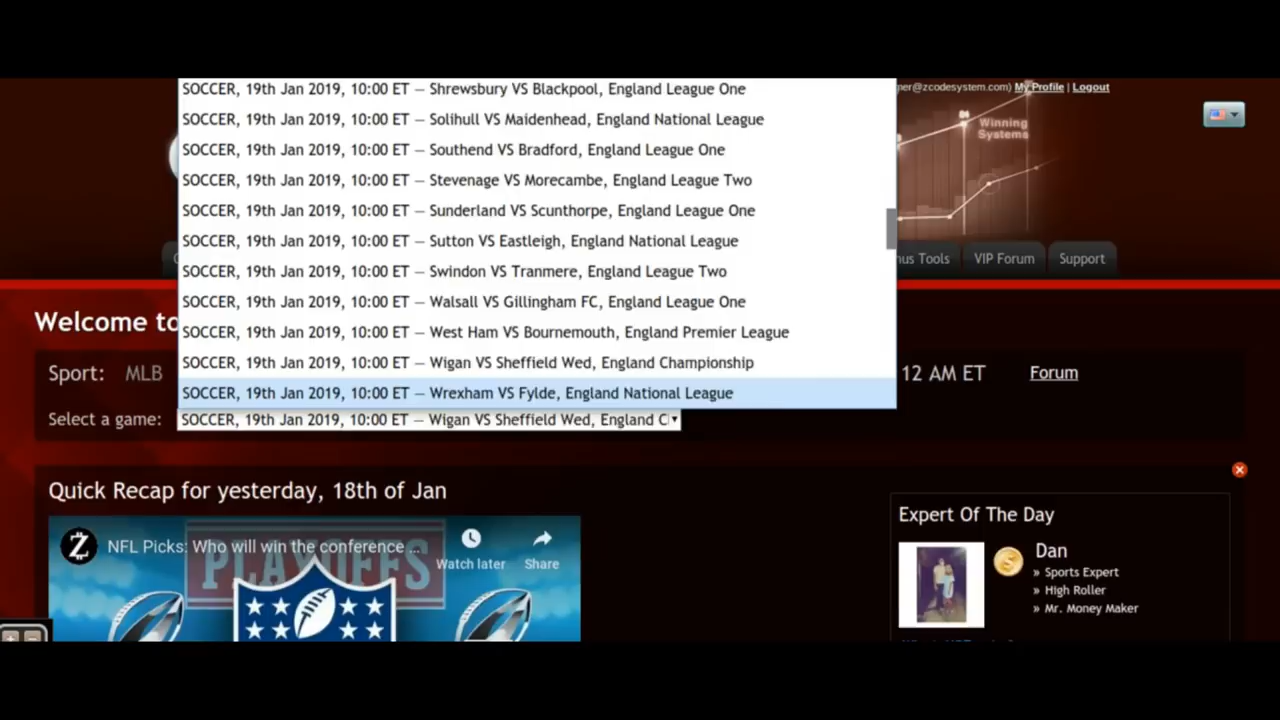 SOCCER, 19th Jan 2019, 10:00 ET – Shrewsbury VS Blackpool, England League One
per@zcodesystem.com) My Profile | Logout
SOCCER, 19th Jan 2019, 10:00 ET – Solihull VS Maidenhead, England National League
Winning
Systems
SOCCER, 19th Jan 2019, 10:00 ET – Southend VS Bradford, England League One
SOCCER, 19th Jan 2019, 10:00 ET – Stevenage VS Morecambe, England League Two
SOCCER, 19th Jan 2019, 10:00 ET – Sunderland VS Scunthorpe, England League One
SOCCER, 19th Jan 2019, 10:00 ET – Sutton VS Eastleigh, England National League
nus Tools VIP Forum Support
SOCCER, 19th Jan 2019, 10:00 ET – Swindon VS Tranmere, England League Two
SOCCER, 19th Jan 2019, 10:00 ET – Walsall VS Gillingham FC, England League One
Welcome to
SOCCER, 19th Jan 2019, 10:00 ET – West Ham VS Bournemouth, England Premier League
SOCCER, 19th Jan 2019, 10:00 ET – Wigan VS Sheffield Wed, England Championship
Sport: MLB
12 AM ET Forum
SOCCER, 19th Jan 2019, 10:00 ET – Wrexham VS Fylde, England National League
Select a game: SOCCER, 19th Jan 2019, 10:00 ET – Wigan VS Sheffield Wed, England C
Quick Recap for yesterday, 18th of Jan
NFL Picks: Who will win the conference ...
Watch later Share
PLAYOFFS
Expert Of The Day
Dan
» Sports Expert
» High Roller
» Mr. Money Maker